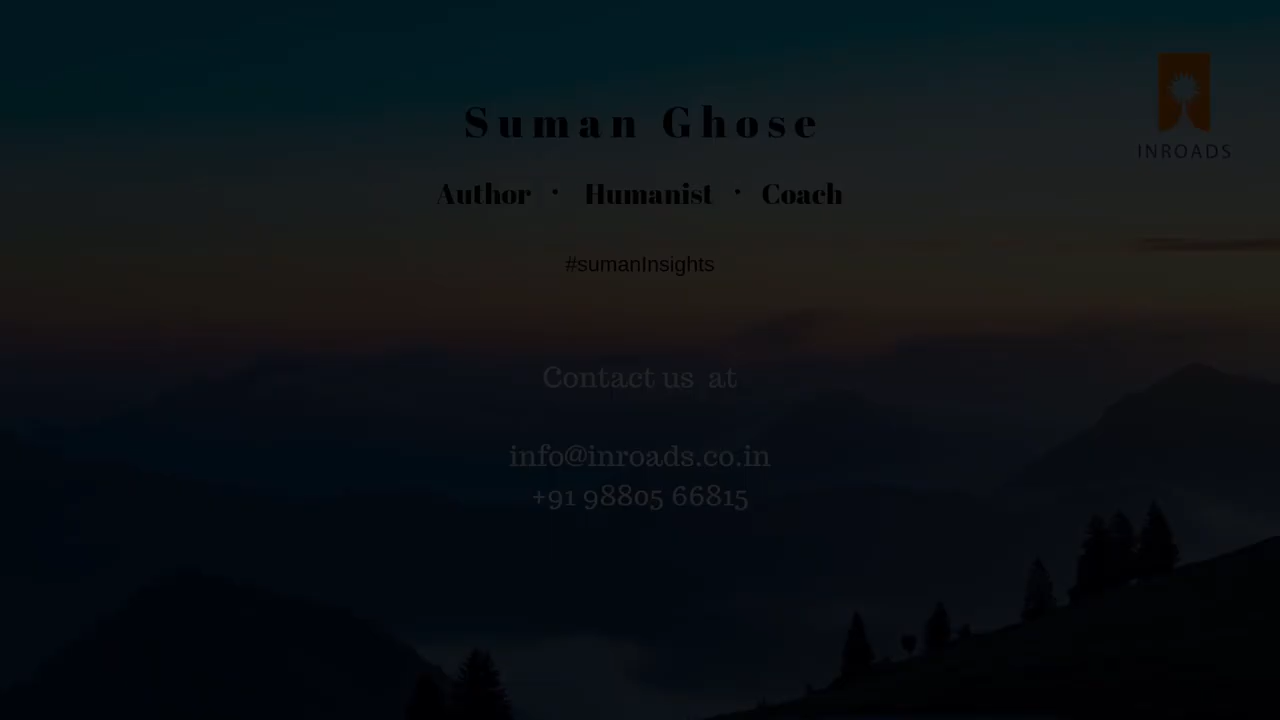 Suman Ghose
INROADS
Author · Humanist · Coach
#sumanInsights
Contact us at
info@inroads.co.in
+91 98805 66815